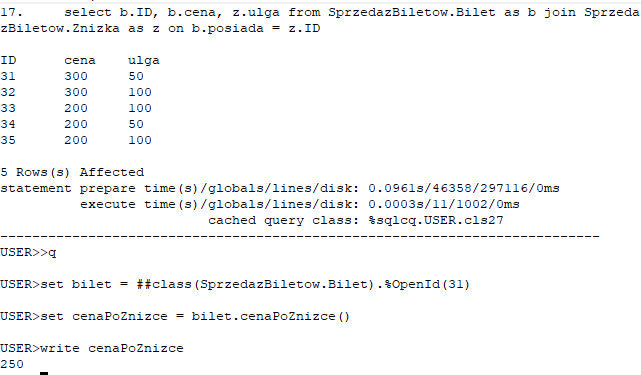 17.     select b.ID, b.cena, z.ulga from SprzedazBiletow.Bilet as b join Sprzeda
zBiletow.Znizka as z on b.posiada = z.ID
ID      cena    ulga
31      300     50
32      300     100
33      200     100
34      200     50
35      200     100
5 Rows(s) Affected
statement prepare time(s)/globals/lines/disk: 0.0961s/46358/297116/0ms
          execute time(s)/globals/lines/disk: 0.0003s/11/1002/0ms
                          cached query class: %sqlcq.USER.cls27
---------------------------------------------------------------------------
USER>>q
USER>set bilet = ##class(SprzedazBiletow.Bilet).%OpenId(31)
USER>set cenaPoZnizce = bilet.cenaPoZnizce()
USER>write cenaPoZnizce
250